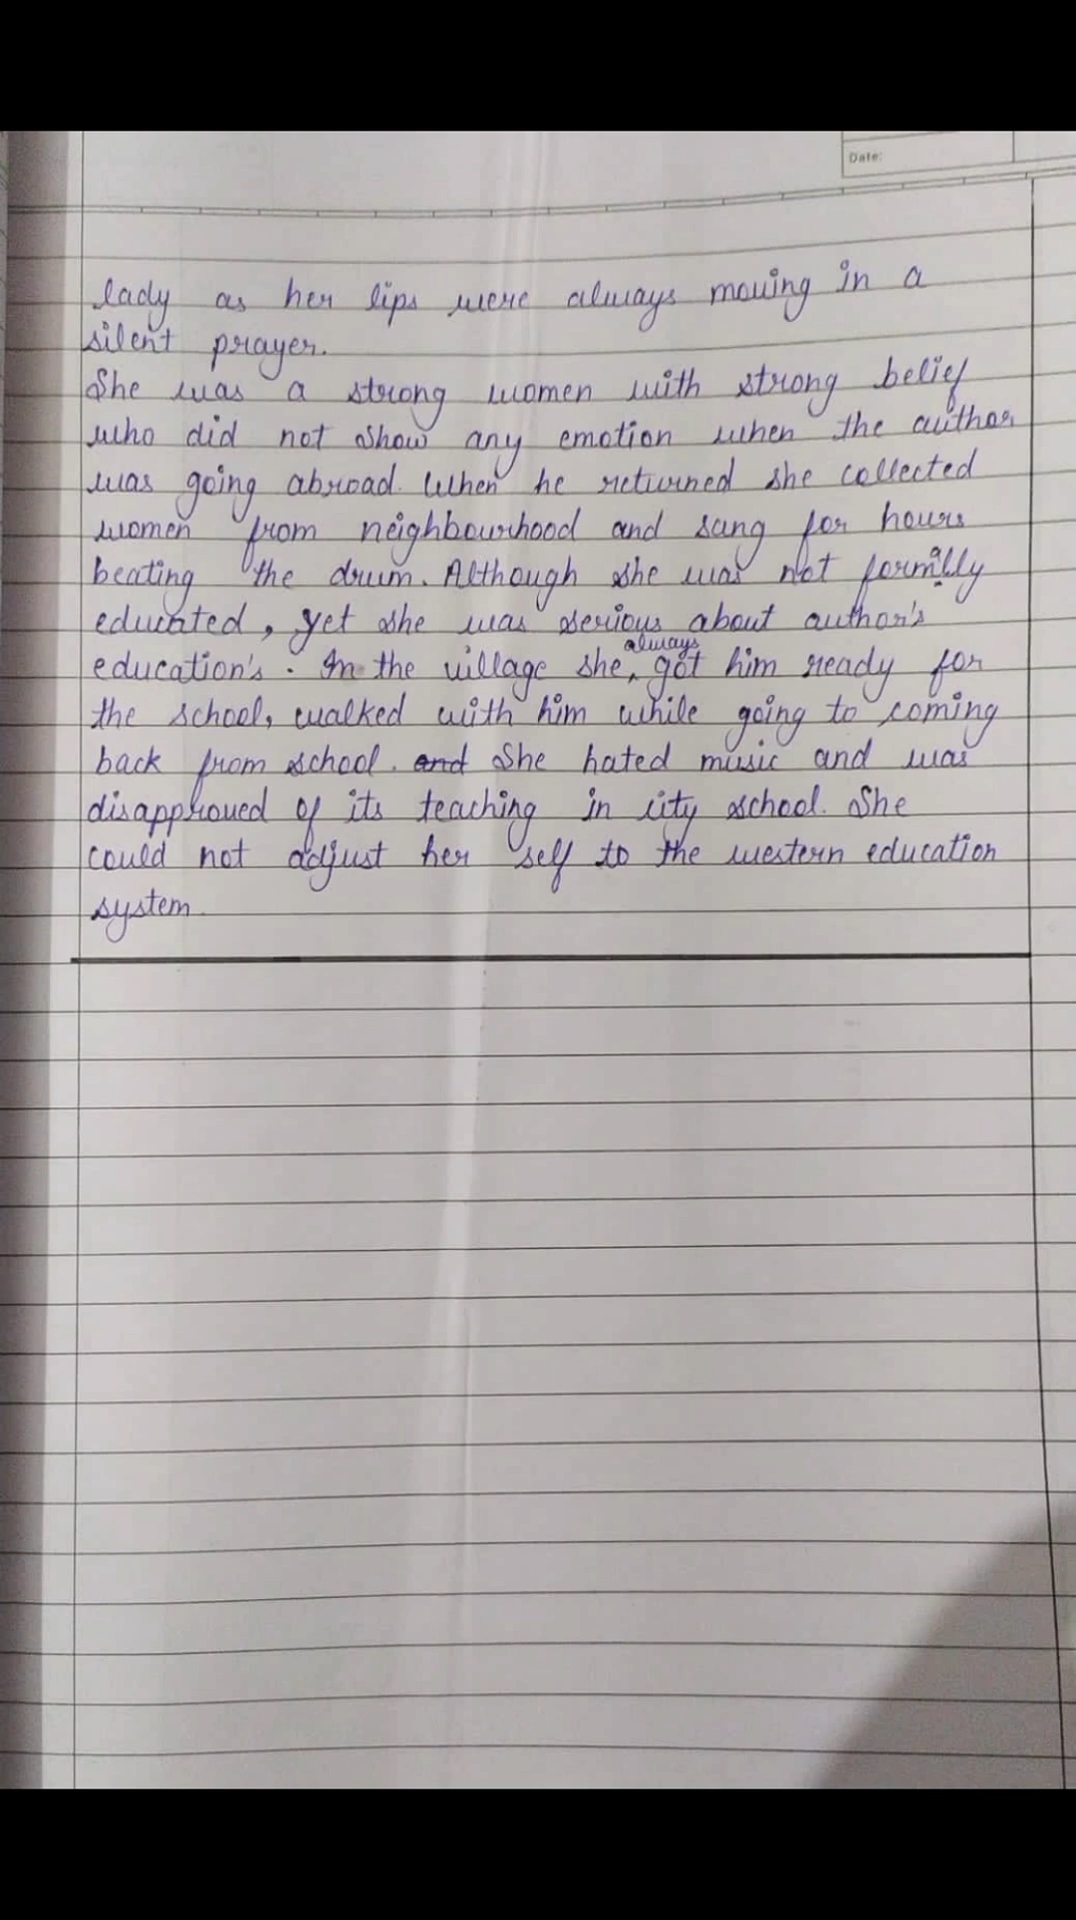 Date:
lady as her lips were always moving in a
silent prayer.
She was a strong women with strong belief
who did not show any emotion when the author
was going abroad. When he returned she collected
women from neighbourhood and sang for hours
beating the drum. Although she was not formally
educated, yet she was serious about author's
education's. In the village she always got him ready for
the school, walked with him while going to coming
back from school. and She hated music and was
disapproved of its teaching in city school. She
could not adjust her self to the western education
system.